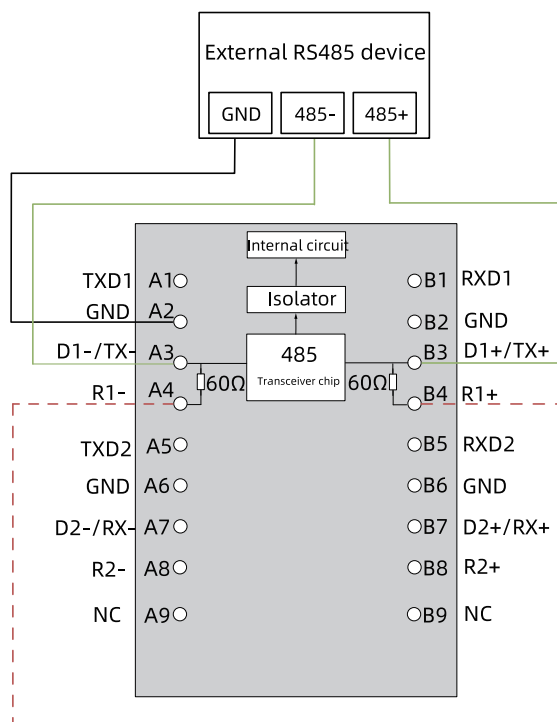 External RS485 device
GND 485- 485+
Internal circuit
TXD1 A1 B1 RXD1
Isolator
GND A2 B2 GND
D1-/TX- A3 485 B3 D1+/TX+
Transceiver chip
60Ω 60Ω
R1- A4 B4 R1+
TXD2 A5 B5 RXD2
GND A6 B6 GND
D2-/RX- A7 B7 D2+/RX+
R2- A8 B8 R2+
NC A9 B9 NC